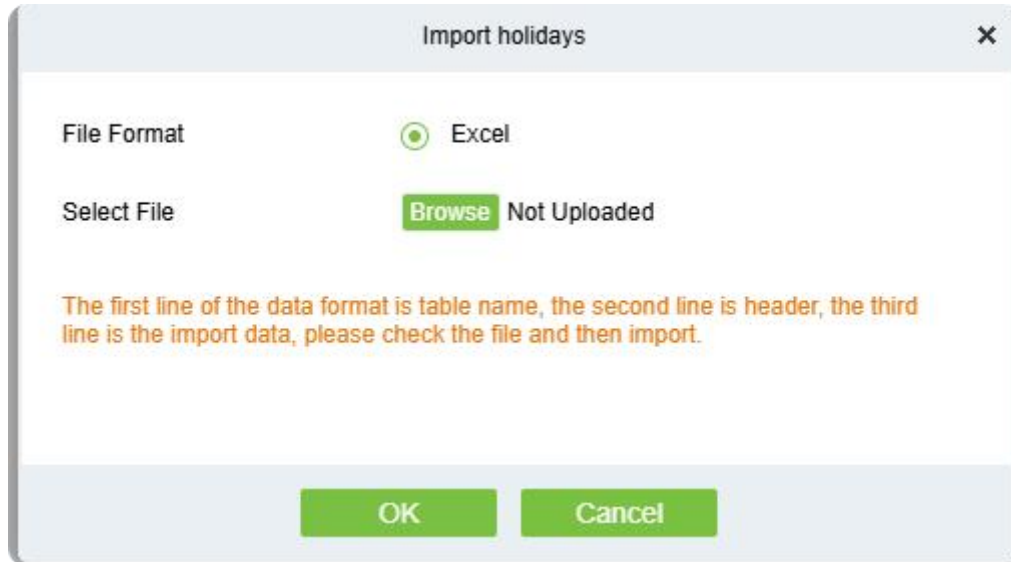 Import holidays
File Format
Excel
Select File
Browse Not Uploaded
The first line of the data format is table name, the second line is header, the third
line is the import data, please check the file and then import.
OK
Cancel